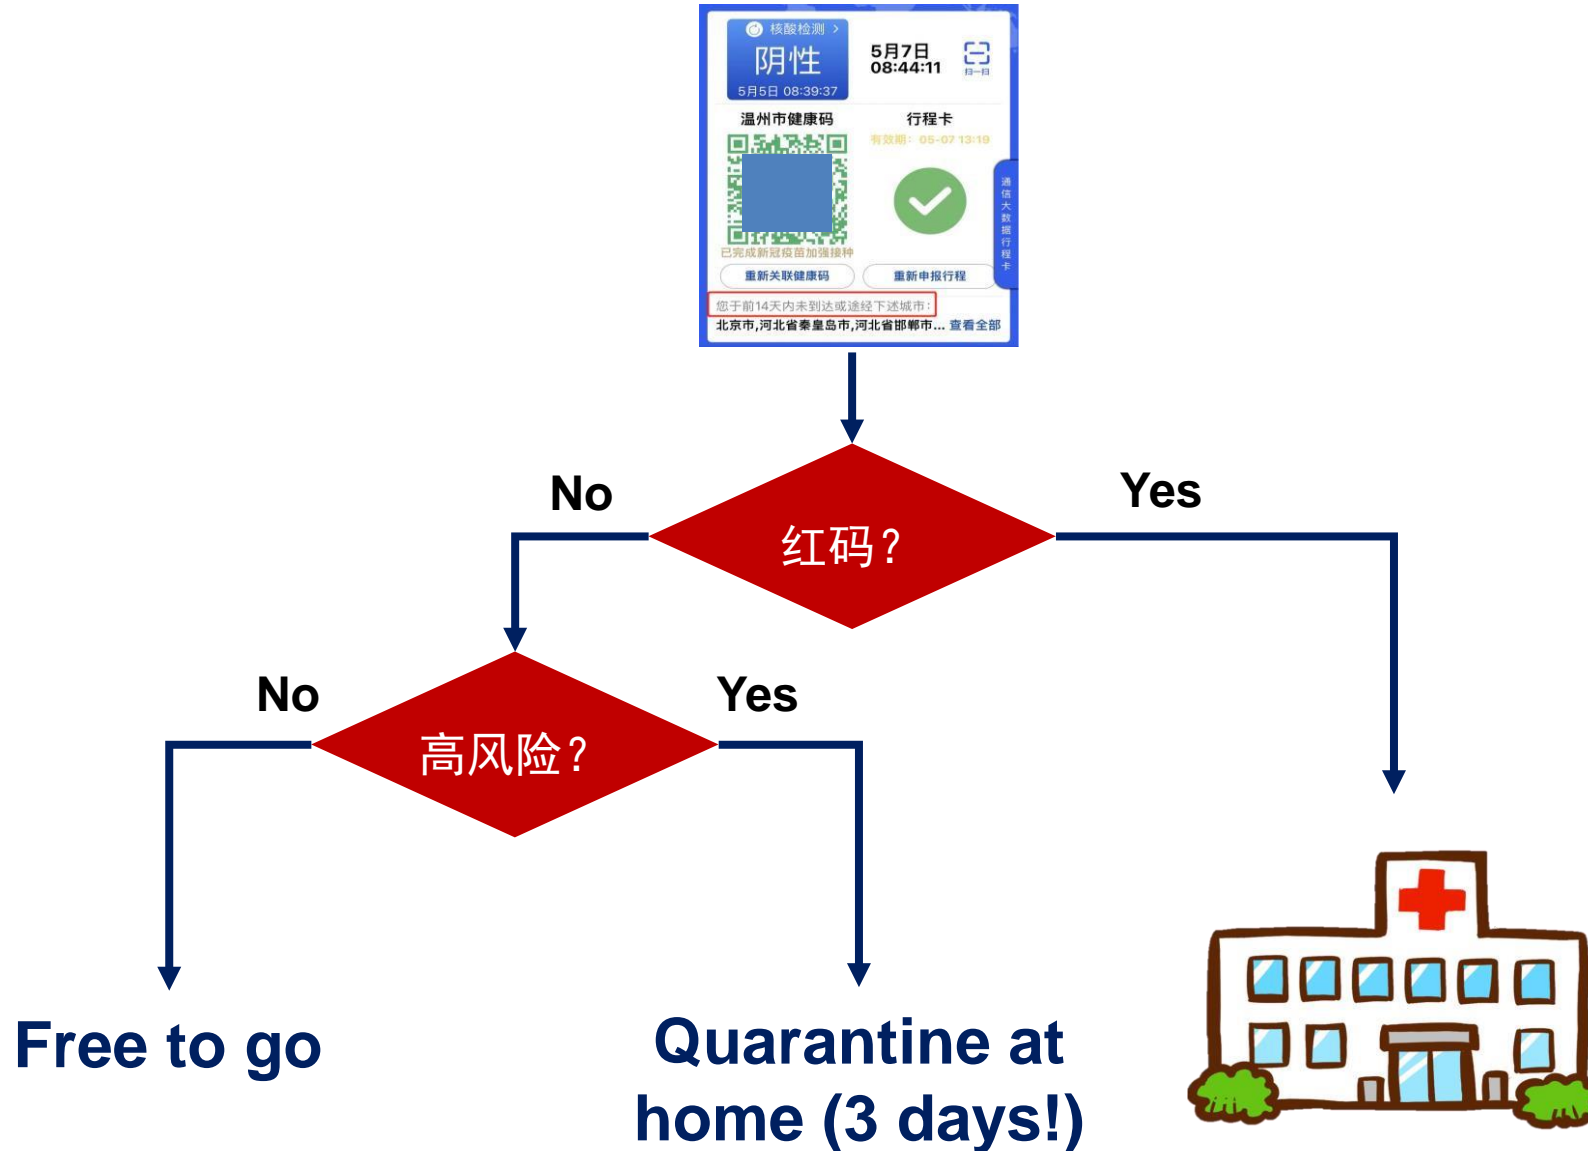 核酸检测 >
阴性
5月5日 08:39:37
5月7日
08:44:11
扫一扫
温州市健康码
行程卡
有效期：05-07 13:19
通信大数据行程卡
已完成新冠疫苗加强接种
重新关联健康码
重新申报行程
您于前14天内未到达或途经下述城市：
北京市,河北省秦皇岛市,河北省邯郸市... 查看全部
No
Yes
红码？
No
Yes
高风险？
Free to go
Quarantine at
home (3 days!)